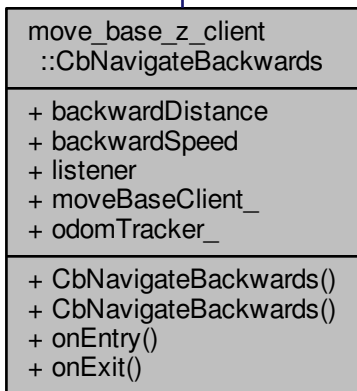 move_base_z_client
::CbNavigateBackwards
+ backwardDistance
+ backwardSpeed
+ listener
+ moveBaseClient_
+ odomTracker_
+ CbNavigateBackwards()
+ CbNavigateBackwards()
+ onEntry()
+ onExit()